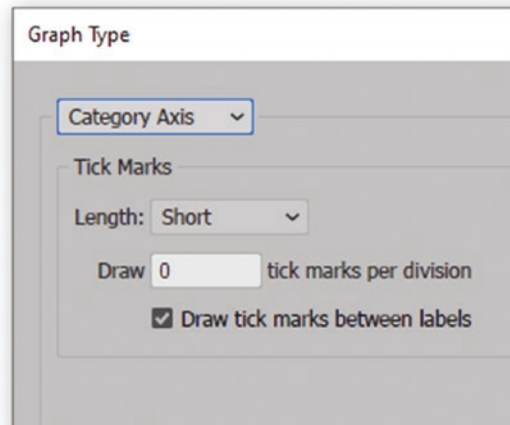 Graph Type
Category Axis
Tick Marks
Length: Short
Draw 0 tick marks per division
Draw tick marks between labels